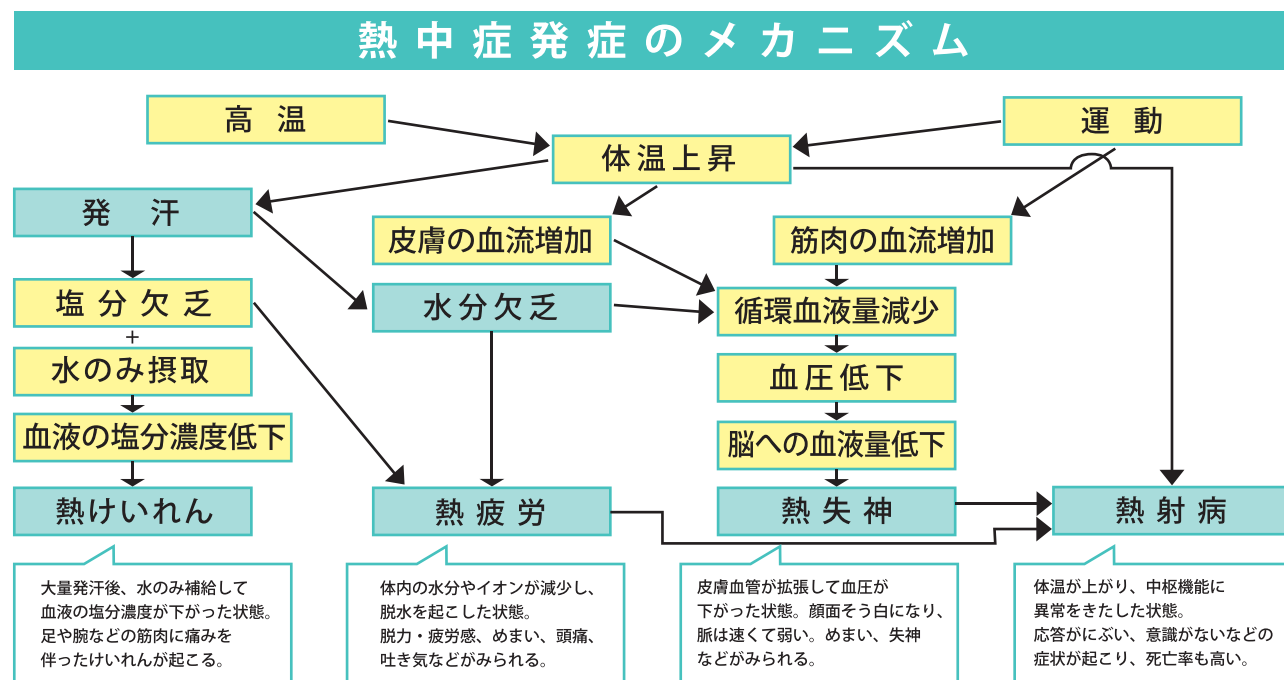 熱中症発症のメカニズム
高温
運動
体温上昇
発汗
皮膚の血流増加
筋肉の血流増加
塩分欠乏
水分欠乏
循環血液量減少
+
水のみ摂取
血圧低下
血液の塩分濃度低下
脳への血液量低下
熱けいれん
熱疲労
熱失神
熱射病
大量発汗後、水のみ補給して
血液の塩分濃度が下がった状態。
足や腕などの筋肉に痛みを
伴ったけいれんが起こる。
体内の水分やイオンが減少し、
脱水を起こした状態。
脱力・疲労感、めまい、頭痛、
吐き気などがみられる。
皮膚血管が拡張して血圧が
下がった状態。顔面そう白になり、
脈は速くて弱い。めまい、失神
などがみられる。
体温が上がり、中枢機能に
異常をきたした状態。
応答がにぶい、意識がないなどの
症状が起こり、死亡率も高い。